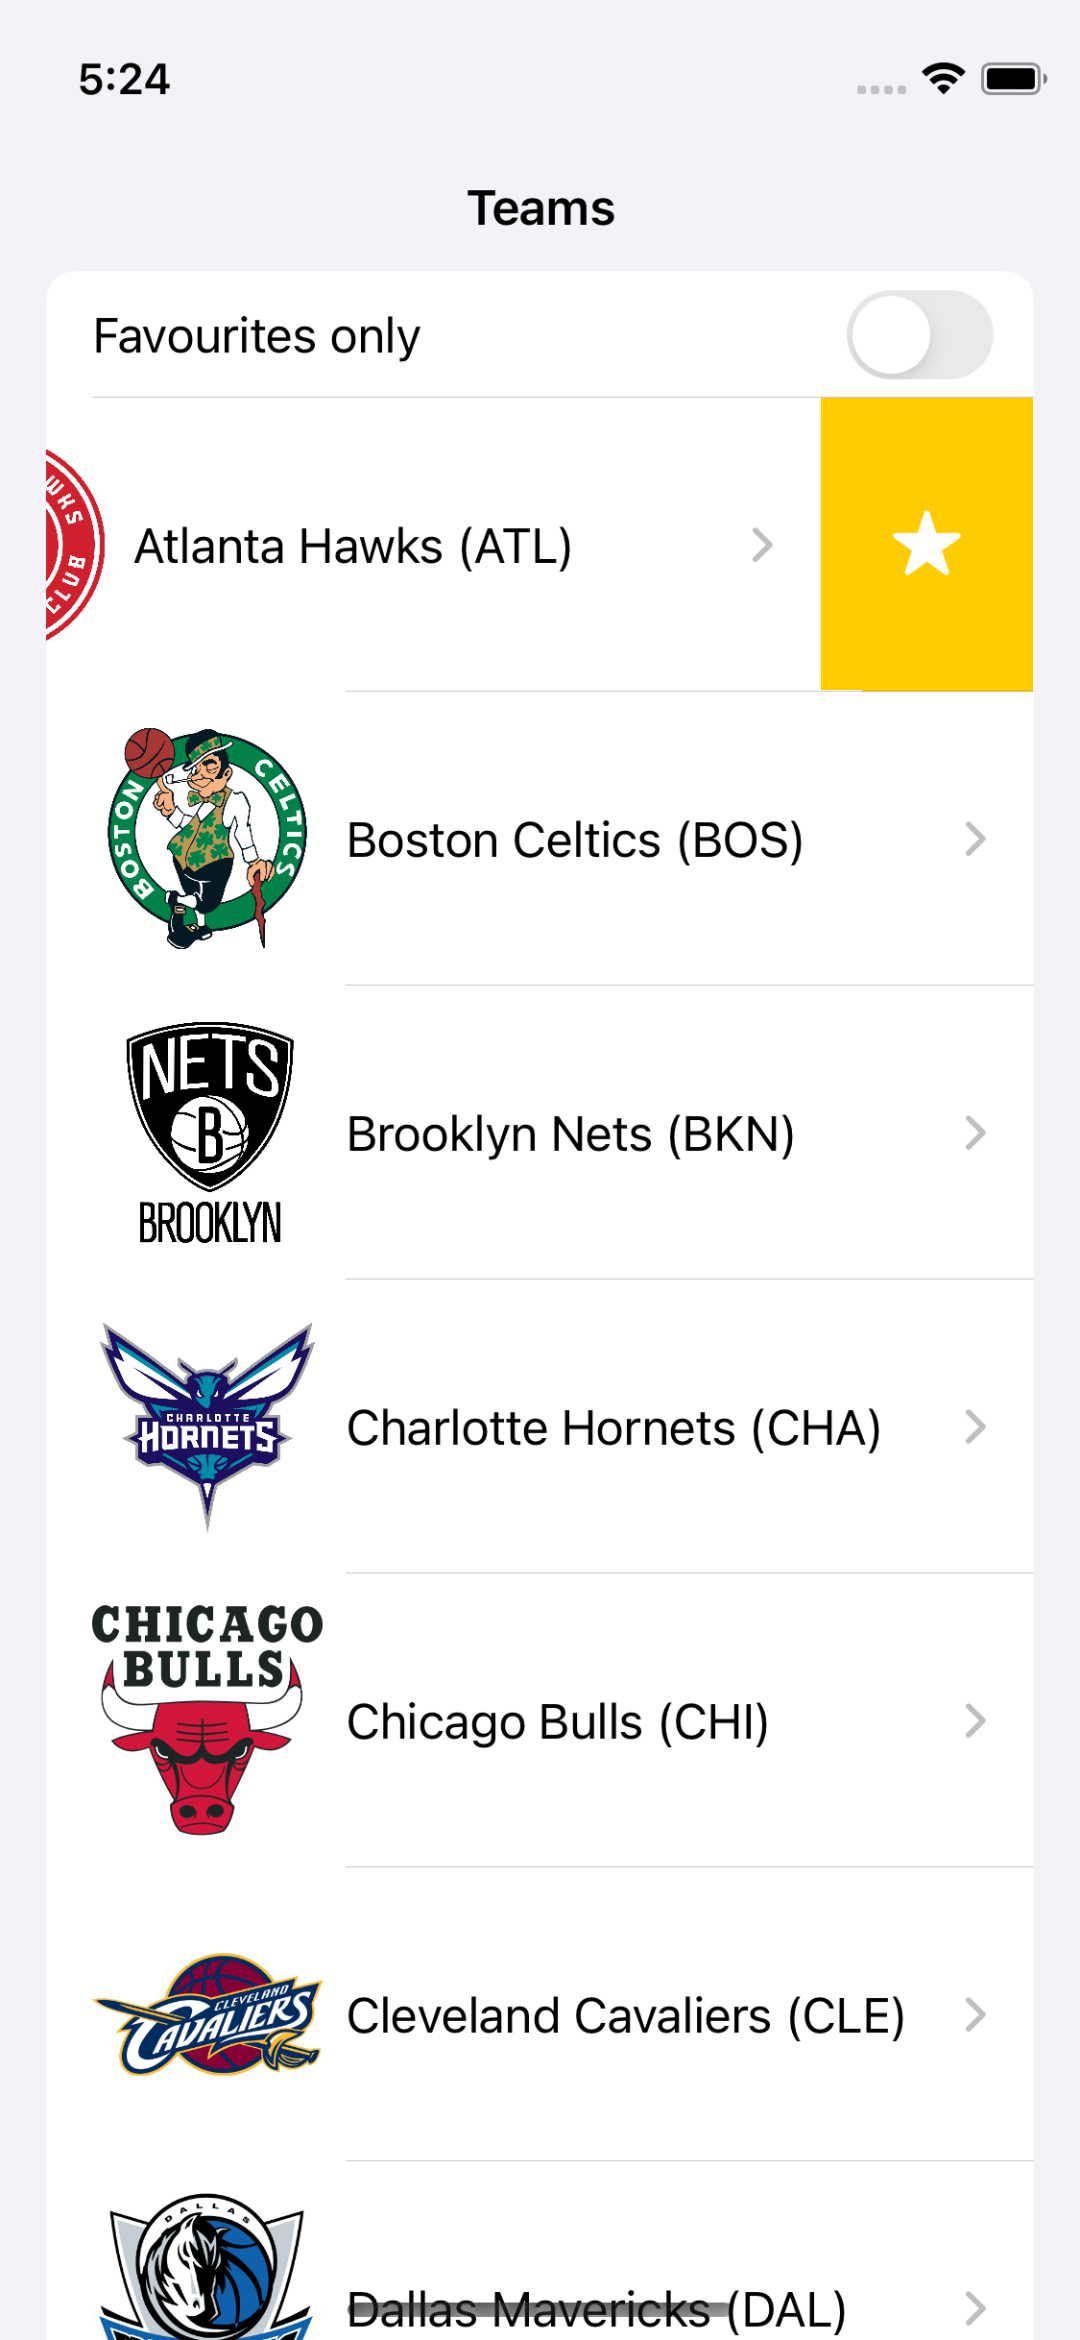 5:24
Teams
Favourites only
WKS
CLUB
Atlanta Hawks (ATL)
BOSTON CELTICS
Boston Celtics (BOS)
NETS
B
BROOKLYN
Brooklyn Nets (BKN)
CHARLOTTE
HORNETS
Charlotte Hornets (CHA)
CHICAGO
BULLS
Chicago Bulls (CHI)
CLEVELAND
CAVALIERS
Cleveland Cavaliers (CLE)
DALLAS
Dallas Mavericks (DAL)